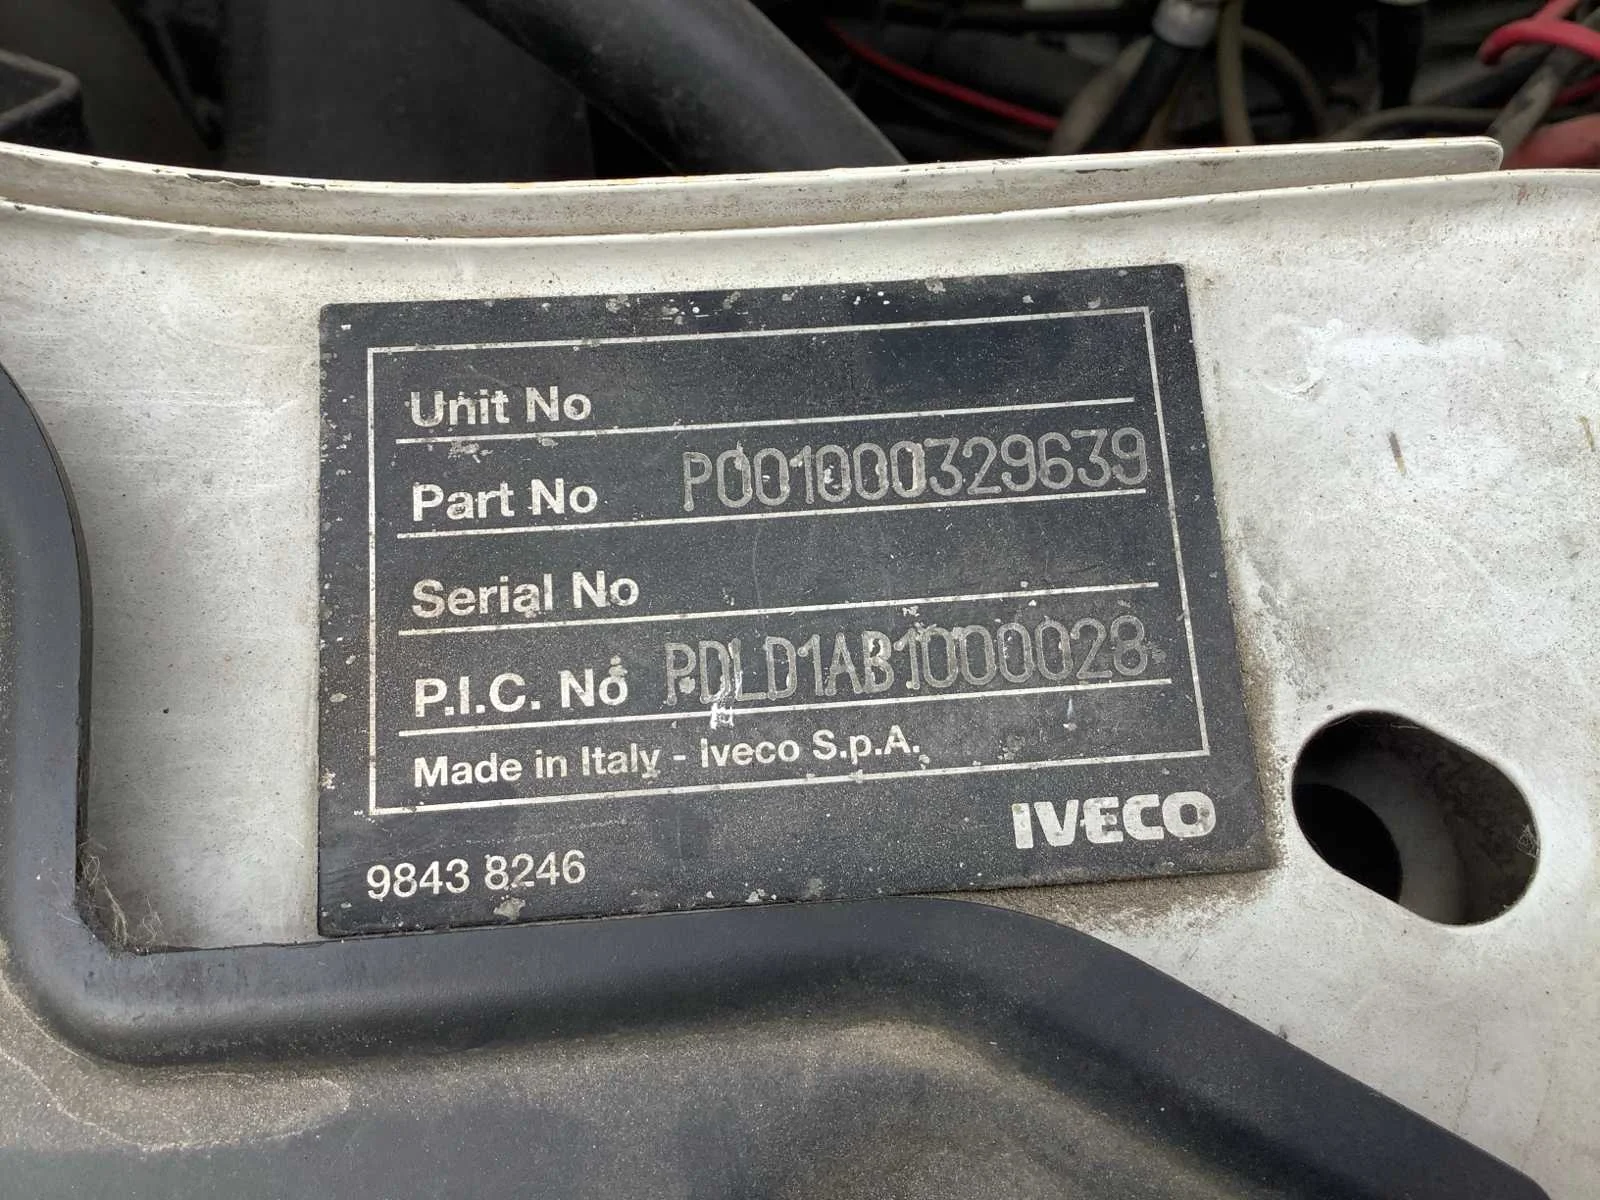 Unit No
Part No P001000329639
Serial No
P.I.C. No PDLD1AB1000028
Made in Italy - Iveco S.p.A.
IVECO
9843 8246